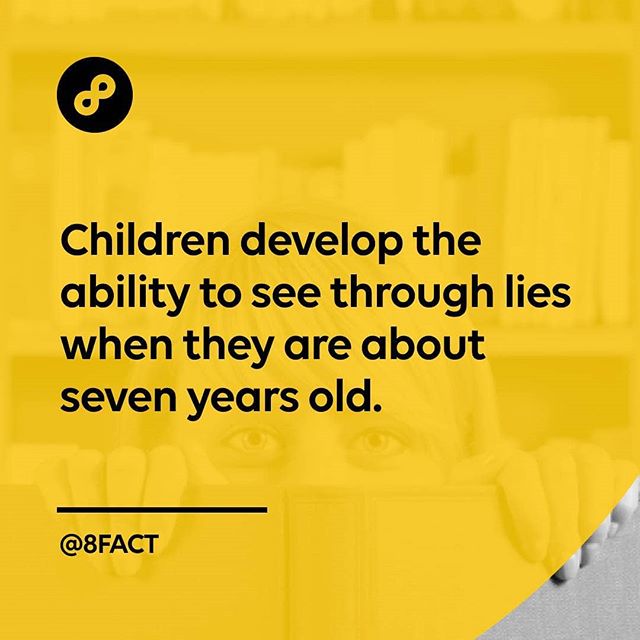 Children develop the
ability to see through lies
when they are about
seven years old.
@8FACT